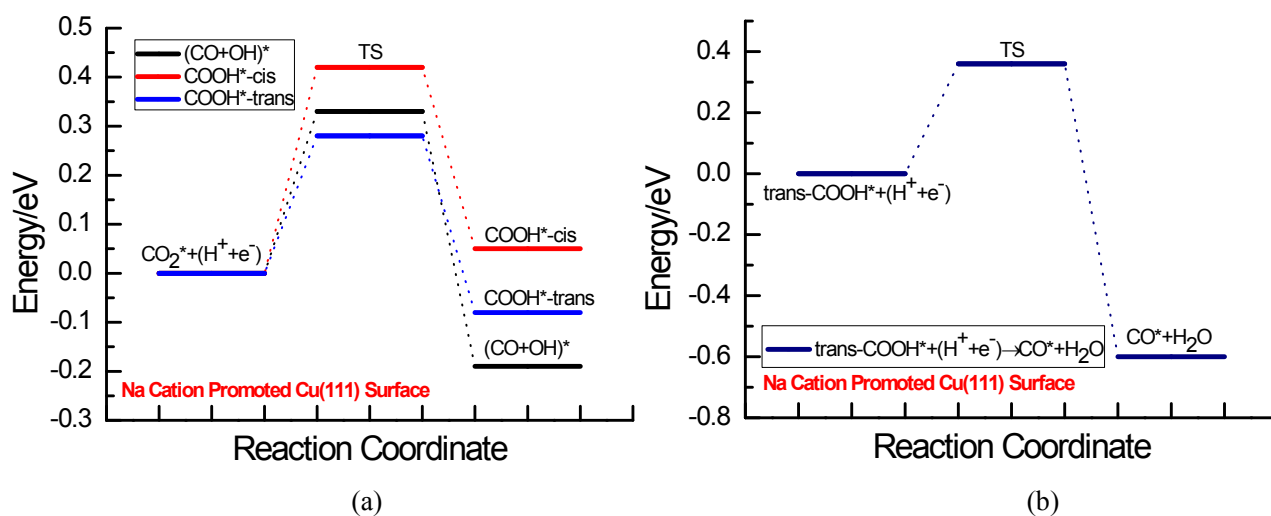 (CO+OH)*
COOH*-cis
COOH*-trans
TS
0.5
0.4
0.3
0.2
0.1
0.0
-0.1
-0.2
-0.3
Energy/eV
CO2*+(H++e-)
COOH*-cis
COOH*-trans
(CO+OH)*
Na Cation Promoted Cu(111) Surface
Reaction Coordinate
(a)
TS
0.4
0.2
0.0
-0.2
-0.4
-0.6
-0.8
Energy/eV
trans-COOH*+(H++e-)
trans-COOH*+(H++e-)→CO*+H2O
CO*+H2O
Na Cation Promoted Cu(111) Surface
Reaction Coordinate
(b)